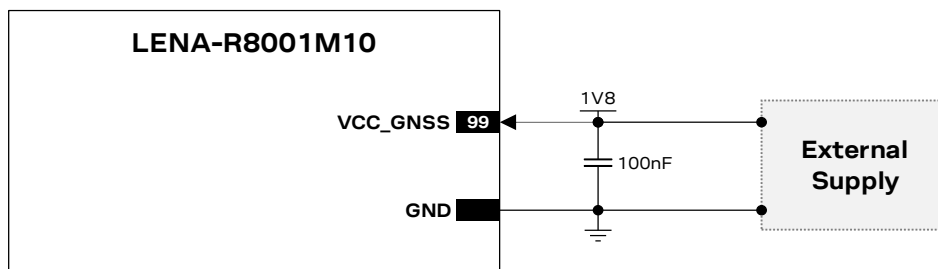 LENA-R8001M10
1V8
VCC_GNSS 99
External
Supply
100nF
GND